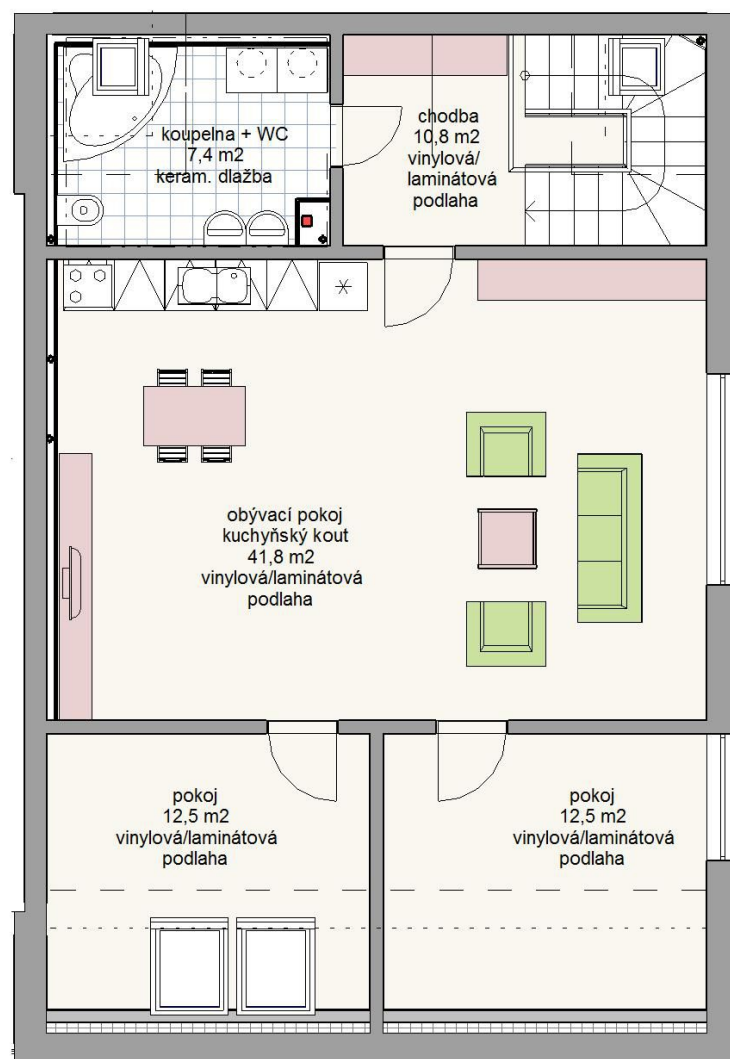 koupelna + WC
7,4 m2
keram. dlažba
chodba
10,8 m2
vinylová/
laminátová
podlaha
obývací pokoj
kuchyňský kout
41,8 m2
vinylová/laminátová
podlaha
pokoj
12,5 m2
vinylová/laminátová
podlaha
pokoj
12,5 m2
vinylová/laminátová
podlaha